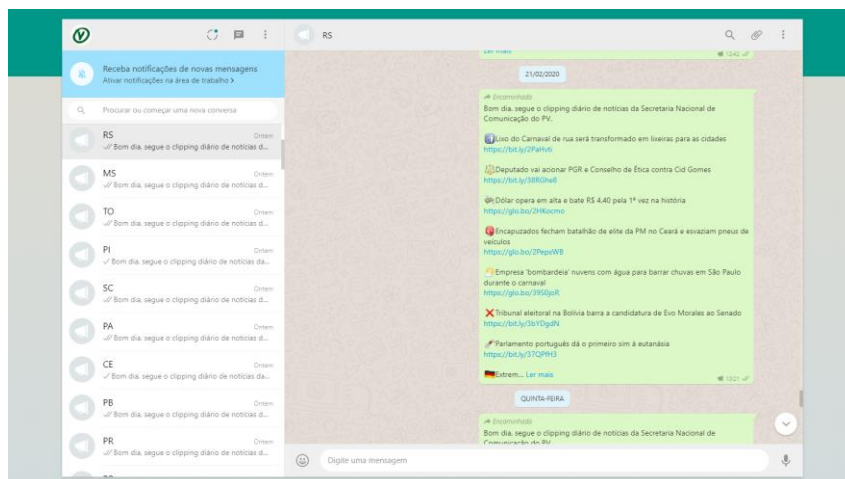 RS
Receba notificações de novas mensagens
Ativar notificações na área de trabalho >
Procurar ou começar uma nova conversa
RS
Ontem
Bom dia, segue o clipping diário de notícias d...
MS
Ontem
Bom dia, segue o clipping diário de notícias d...
TO
Ontem
Bom dia, segue o clipping diário de notícias d...
PI
Ontem
Bom dia, segue o clipping diário de notícias da...
SC
Ontem
Bom dia, segue o clipping diário de notícias d...
PA
Ontem
Bom dia, segue o clipping diário de notícias d...
CE
Ontem
Bom dia, segue o clipping diário de notícias da...
PB
Ontem
Bom dia, segue o clipping diário de notícias d...
PR
Ontem
Bom dia, segue o clipping diário de notícias d...
Ler mais
12:42
21/02/2020
Encaminhada
Bom dia, segue o clipping diário de notícias da Secretaria Nacional de
Comunicação do PV.
Lixo do Carnaval de rua será transformado em lixeiras para as cidades
https://bit.ly/2PaHvti
Deputado vai acionar PGR e Conselho de Ética contra Cid Gomes
https://bit.ly/38RGhe8
Dólar opera em alta e bate R$ 4,40 pela 1ª vez na história
https://glo.bo/2HKocmo
Encapuzados fecham batalhão de elite da PM no Ceará e esvaziam pneus de
veículos
https://glo.bo/2PepxWB
Empresa 'bombardeia' nuvens com água para barrar chuvas em São Paulo
durante o carnaval
https://glo.bo/39S0joR
Tribunal eleitoral na Bolívia barra a candidatura de Evo Morales ao Senado
https://bit.ly/3bYDgdN
Parlamento português dá o primeiro sim à eutanásia
https://bit.ly/37QPfH3
Extrem... Ler mais
13:21
QUINTA-FEIRA
Encaminhada
Bom dia, segue o clipping diário de notícias da Secretaria Nacional de
Comunicação do PV.
Digite uma mensagem